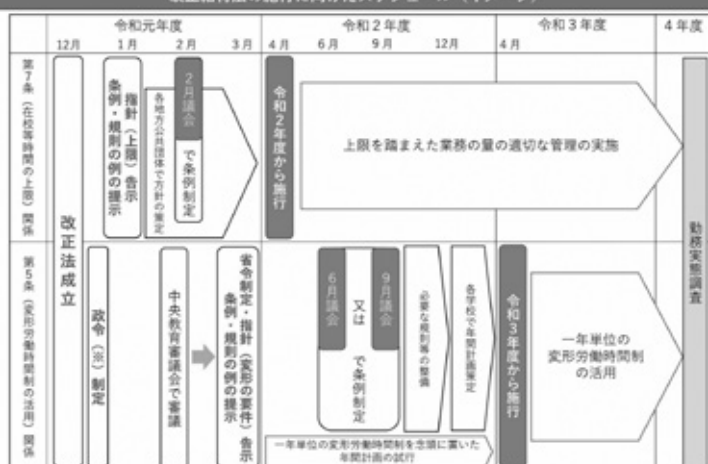 令和元年度
令和2年度
令和3年度
4年度
12月
1月
2月
3月
4月
6月
9月
12月
4月
第7条(在校等時間の上限)関係
改正法成立
指針(上限)告示
条例・規則の例の提示
各地方公共団体で方針の策定
2月議会
で条例制定
令和2年度から施行
上限を踏まえた業務の量の適切な管理の実施
勤務実態調査
第5条(変形労働時間制の活用)関係
政令(※)制定
中央教育審議会で審議
省令制定・指針(変形の要件)告示
条例・規則の例の提示
6月議会
又は
9月議会
で条例制定
必要な規則等の整備
各学校で年間計画策定
令和3年度から施行
一年単位の
変形労働時間制
の活用
一年単位の変形労働時間制を念頭に置いた
年間計画の試行